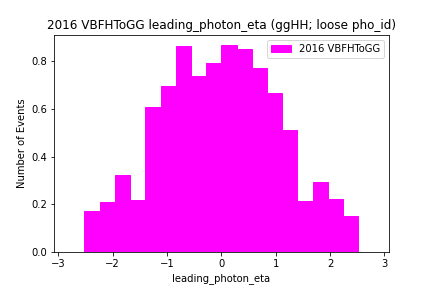 2016 VBFHToGG leading_photon_eta (ggHH; loose pho_id)
2016 VBFHToGG
Number of Events
0.8
0.6
0.4
0.2
0.0
−3 −2 −1 0 1 2 3
leading_photon_eta